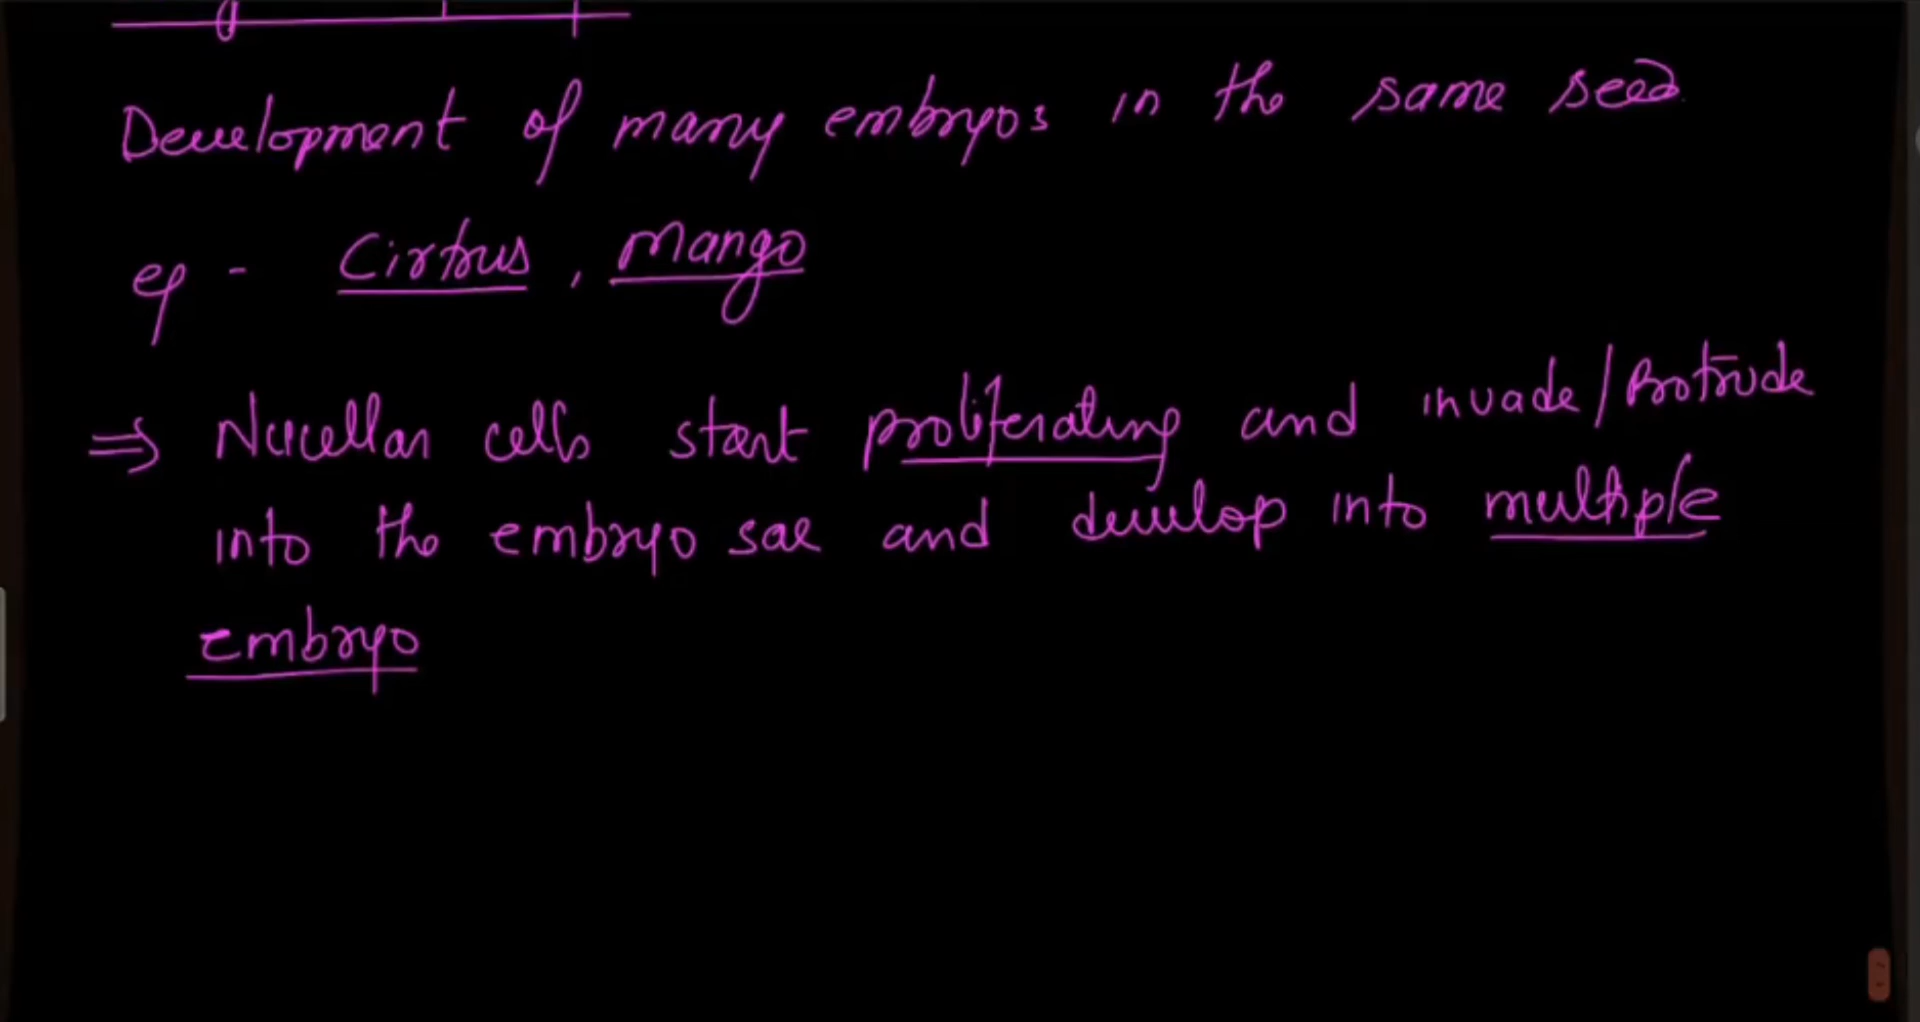 Development of many embryos in the same seed
eg - Cirtus, Mango
⇒ Nucellar cells start proliferating and invade/Protrude
into the embryo sac and develop into multiple
embryo